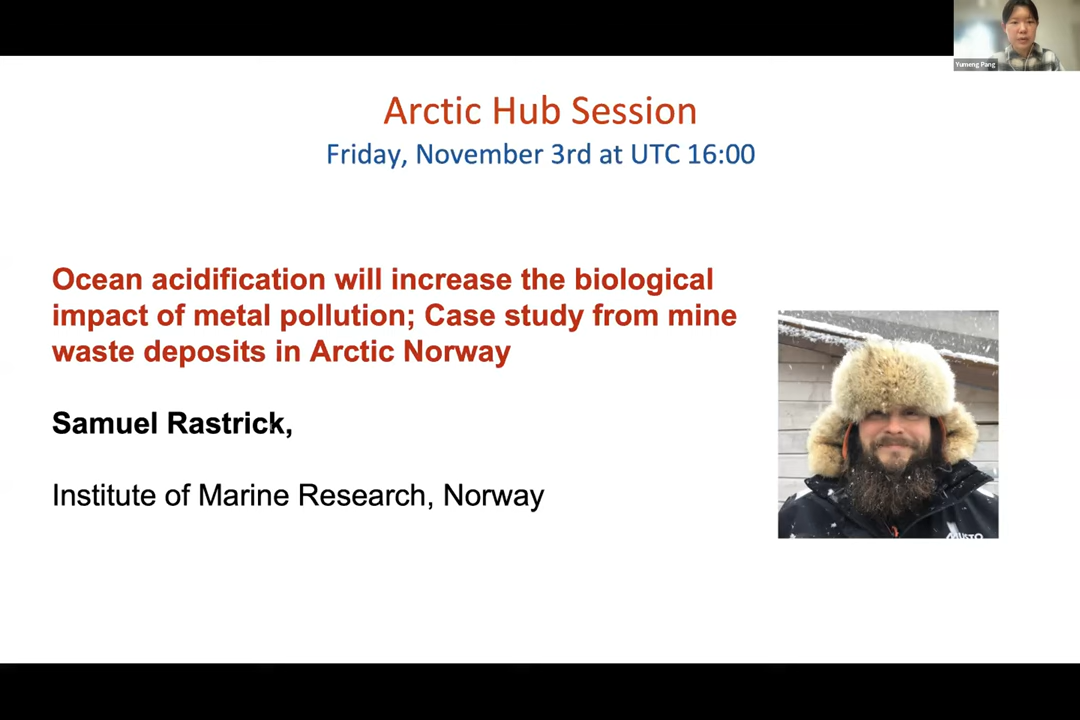 Yumeng Pang
Arctic Hub Session
Friday, November 3rd at UTC 16:00
Ocean acidification will increase the biological
impact of metal pollution; Case study from mine
waste deposits in Arctic Norway
Samuel Rastrick,
Institute of Marine Research, Norway
MUSTO